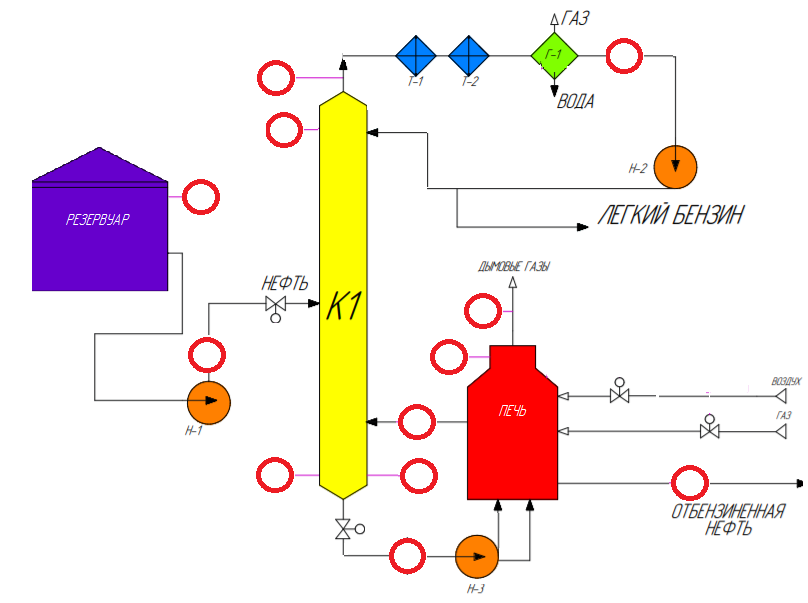 ГАЗ
Т-1
Т-2
Г-1
ВОДА
Н-2
РЕЗЕРВУАР
ЛЕГКИЙ БЕНЗИН
ДЫМОВЫЕ ГАЗЫ
НЕФТЬ
К1
ВОЗДУХ
ПЕЧЬ
ГАЗ
Н-1
ОТБЕНЗИНЕННАЯ
НЕФТЬ
Н-3